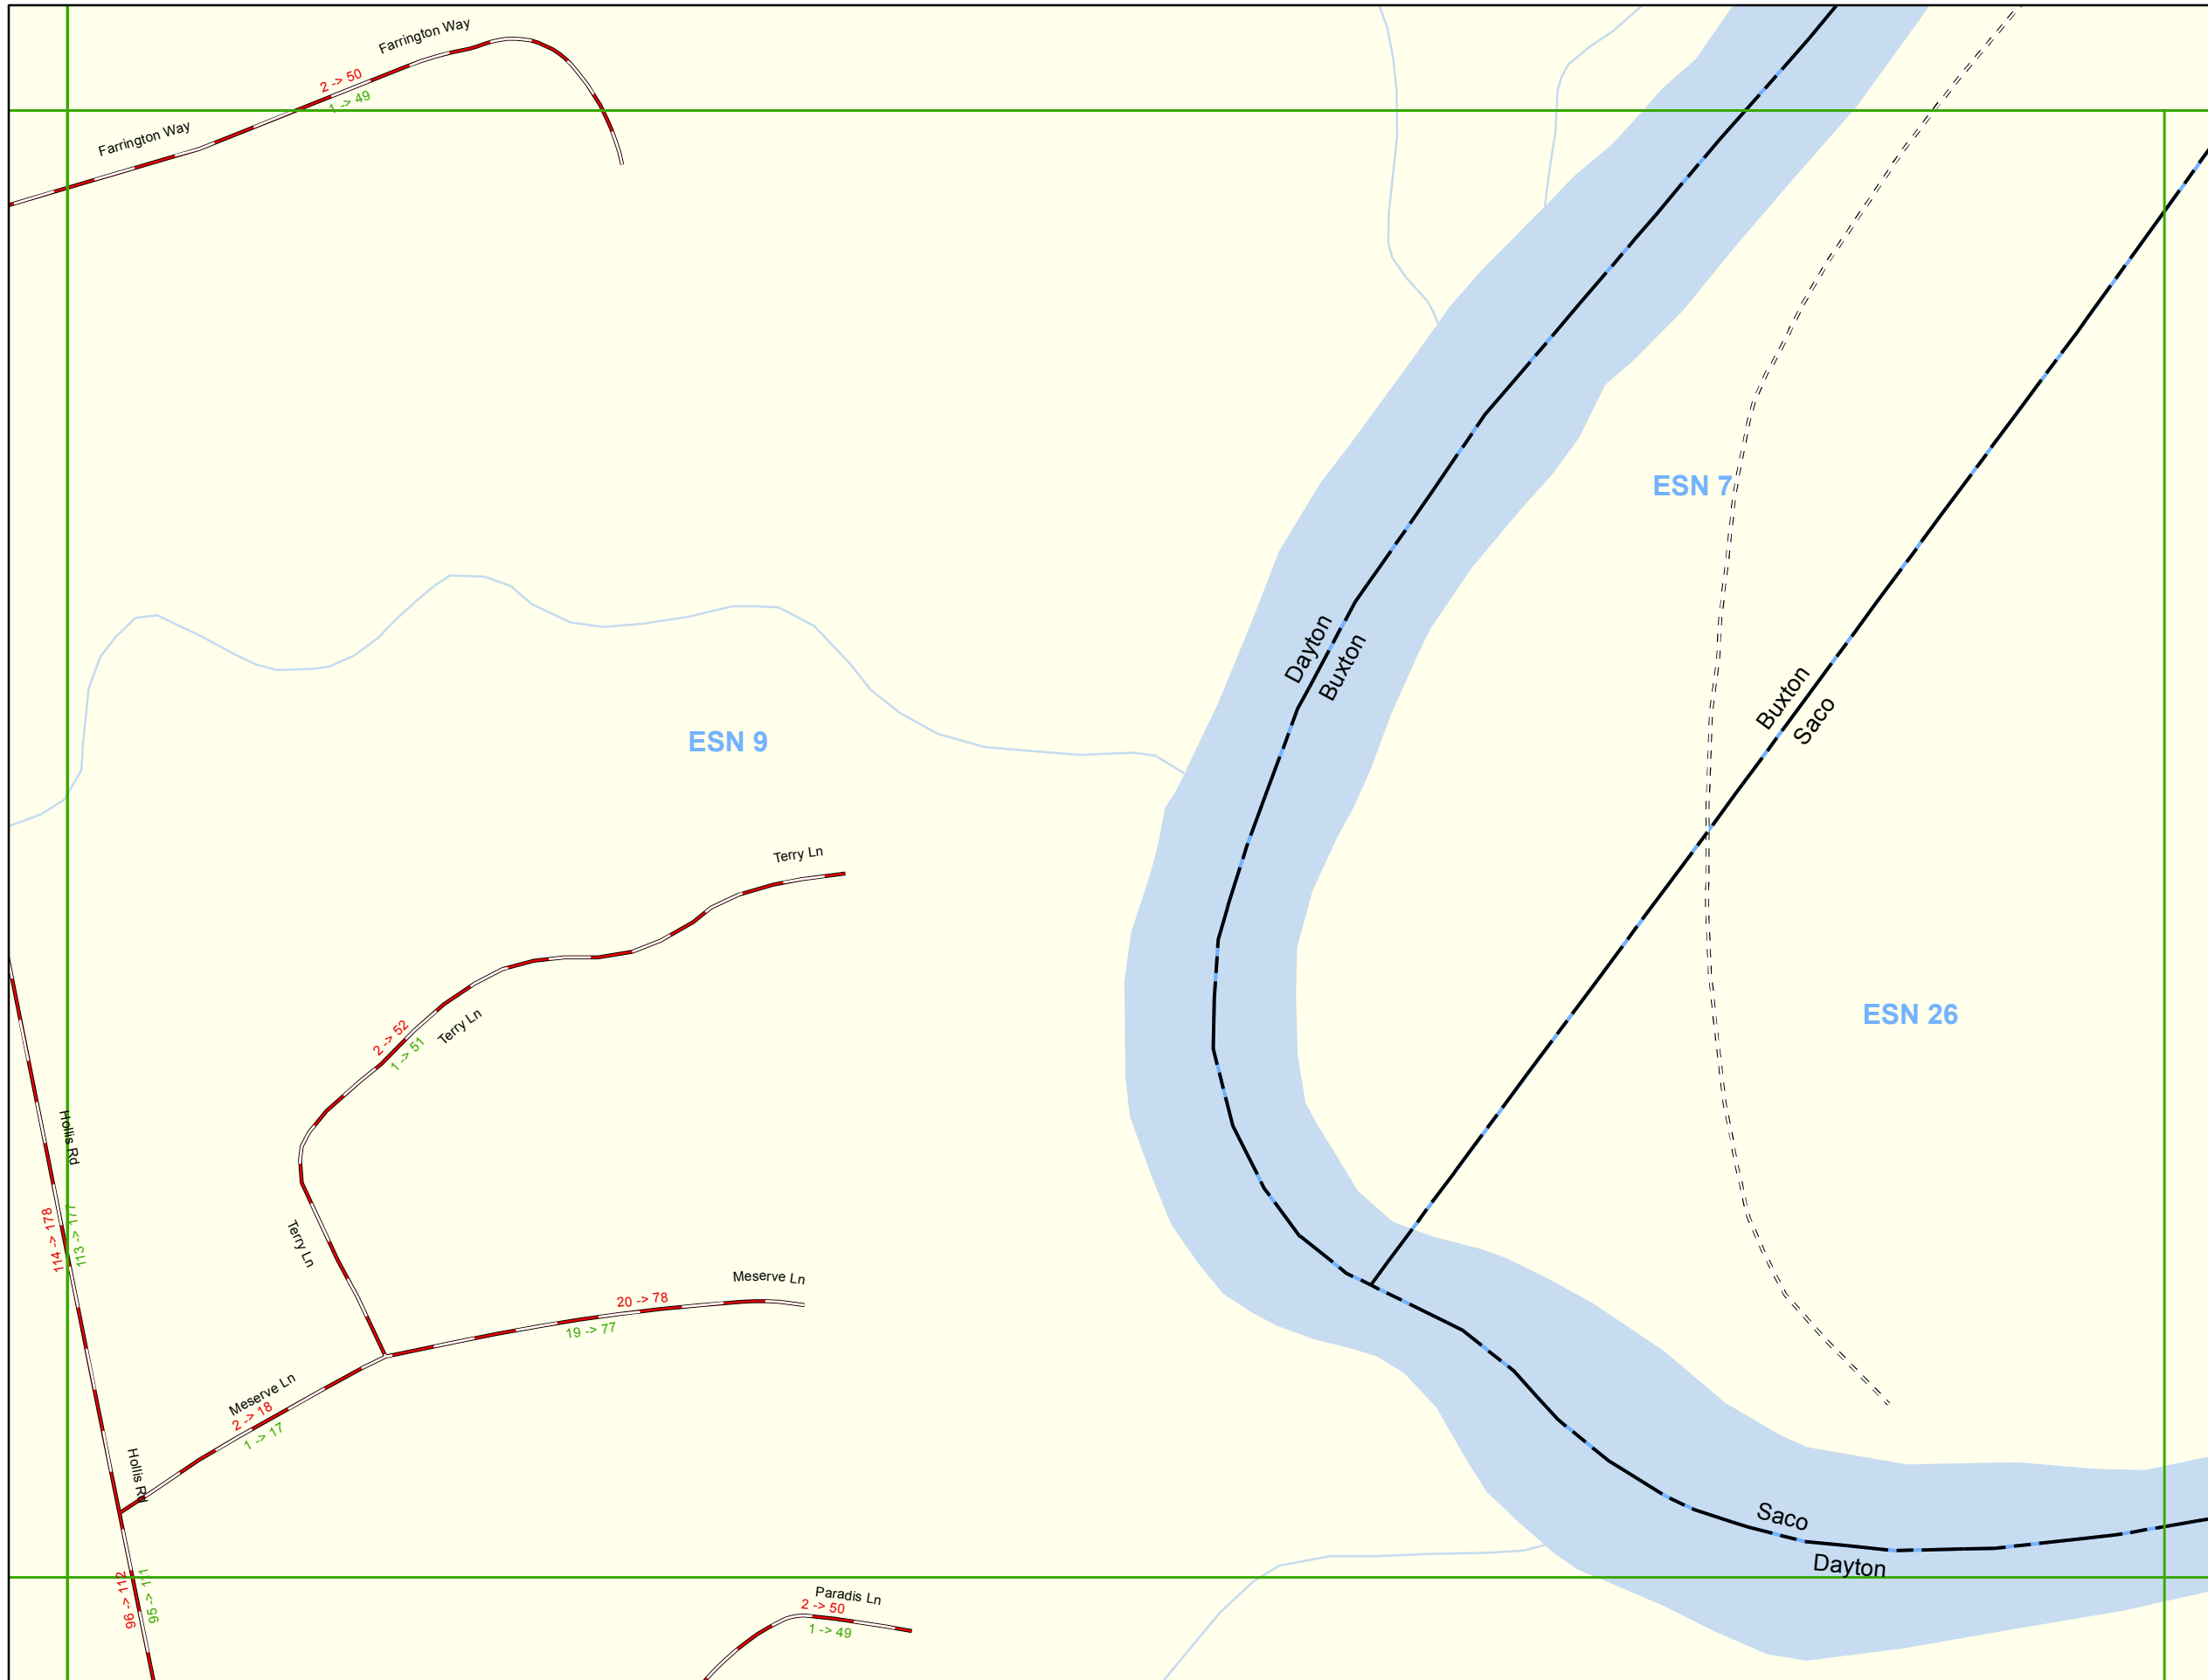 Farrington Way
2 -> 50
1 -> 49
Farrington Way
ESN 7
Dayton
Buxton
Buxton
Saco
ESN 9
Terry Ln
ESN 26
2 -> 52
1 -> 51
Terry Ln
Hollis Rd
114 -> 178
113 -> 177
Terry Ln
Meserve Ln
20 -> 78
19 -> 77
Meserve Ln
2 -> 18
1 -> 17
Hollis Rd
Saco
Dayton
96 -> 112
95 -> 111
Paradis Ln
2 -> 50
1 -> 49